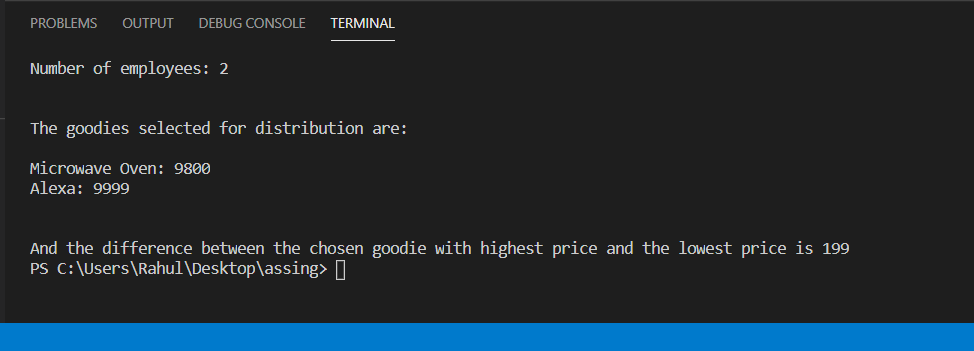 PROBLEMS OUTPUT DEBUG CONSOLE TERMINAL
Number of employees: 2
The goodies selected for distribution are:
Microwave Oven: 9800
Alexa: 9999
And the difference between the chosen goodie with highest price and the lowest price is 199
PS C:\Users\Rahul\Desktop\assing>